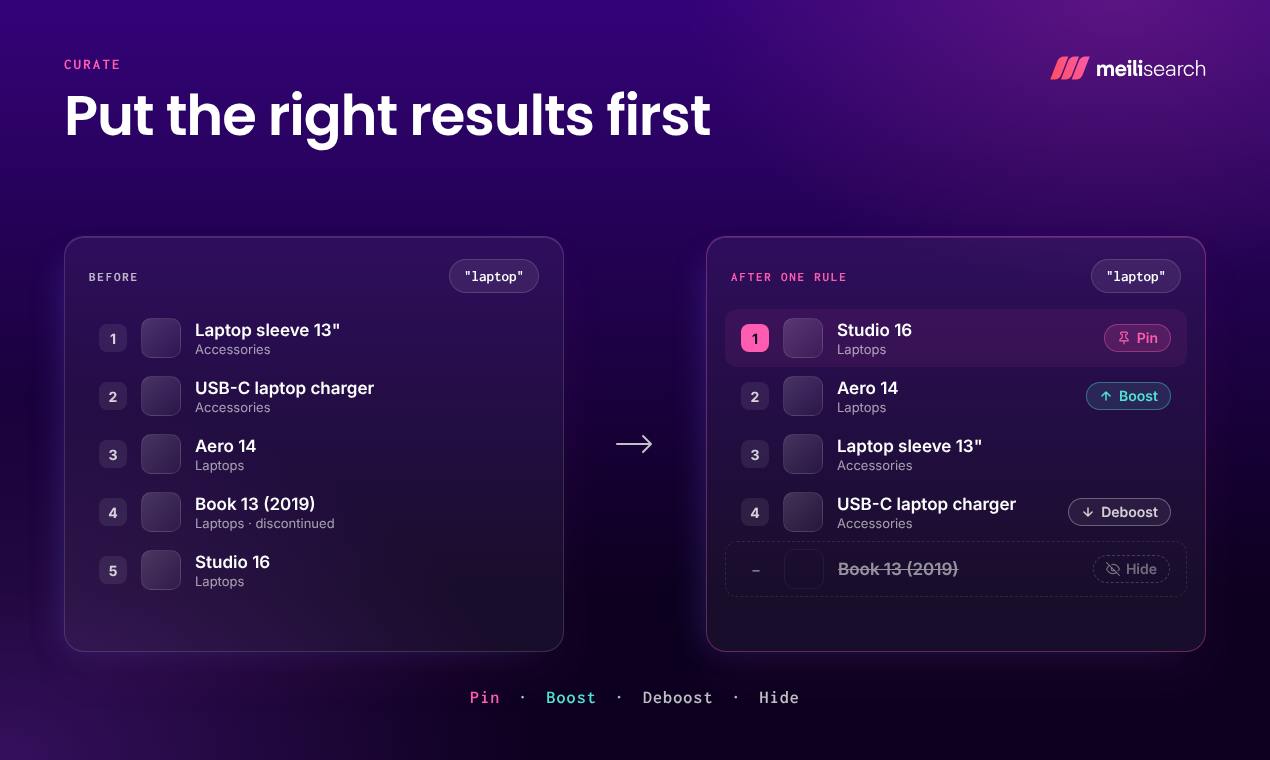 CURATE
meilisearch
Put the right results first
BEFORE
"laptop"
1
Laptop sleeve 13"
Accessories
2
USB-C laptop charger
Accessories
3
Aero 14
Laptops
4
Book 13 (2019)
Laptops · discontinued
5
Studio 16
Laptops
→
AFTER ONE RULE
"laptop"
1
Studio 16
Laptops
Pin
2
Aero 14
Laptops
↑ Boost
3
Laptop sleeve 13"
Accessories
4
USB-C laptop charger
Accessories
↓ Deboost
–
Book 13 (2019)
Hide
Pin · Boost · Deboost · Hide